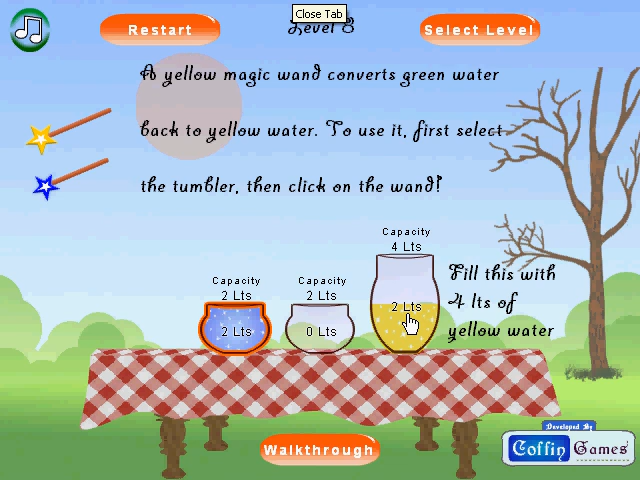 Close Tab
Restart
Level 8
Select Level
A yellow magic wand converts green water
back to yellow water. To use it, first select
the tumbler, then click on the wand!
Capacity
4 Lts
2 Lts
Capacity
2 Lts
2 Lts
Capacity
2 Lts
0 Lts
Fill this with
4 lts of
yellow water
Walkthrough
Developed By
Coffin Games